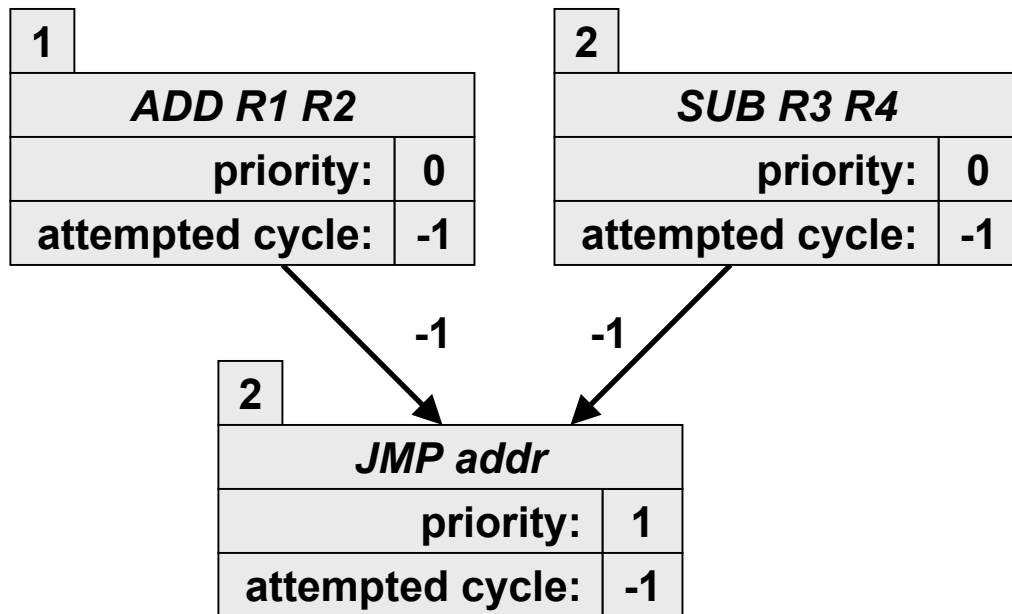 1
ADD R1 R2
priority: 0
attempted cycle: -1
2
SUB R3 R4
priority: 0
attempted cycle: -1
-1
-1
2
JMP addr
priority: 1
attempted cycle: -1